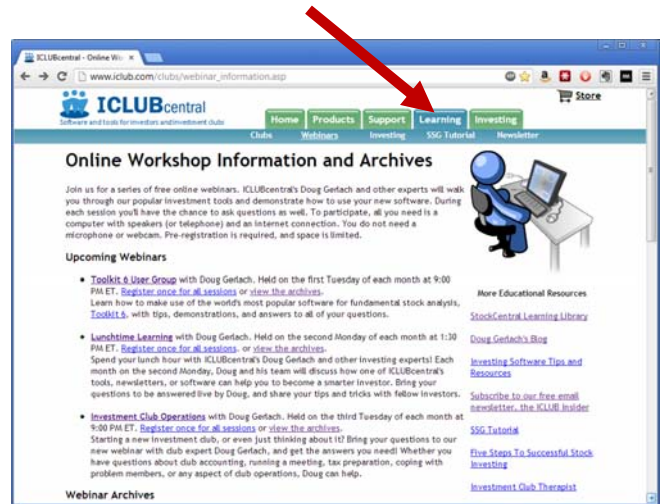 ICLUBcentral - Online Wo
www.iclub.com/clubs/webinar_information.asp
Store
ICLUBcentral
Software and tools for investors and investment clubs
Home Products Support Learning Investing
Clubs Webinars Investing SSG Tutorial Newsletter
Online Workshop Information and Archives
Join us for a series of free online webinars. ICLUBcentral's Doug Gerlach and other experts will walk
you through our popular investment tools and demonstrate how to use your new software. During
each session you'll have the chance to ask questions as well. To participate, all you need is a
computer with speakers (or telephone) and an internet connection. You do not need a
microphone or webcam. Pre-registration is required, and space is limited.
Upcoming Webinars
• Toolkit 6 User Group with Doug Gerlach. Held on the first Tuesday of each month at 9:00
PM ET. Register once for all sessions or view the archives.
Learn how to make use of the world's most popular software for fundamental stock analysis,
Toolkit 6, with tips, demonstrations, and answers to all of your questions.
• Lunchtime Learning with Doug Gerlach. Held on the second Monday of each month at 1:30
PM ET. Register once for all sessions. or view the archives.
Spend your lunch hour with ICLUBcentral's Doug Gerlach and other investing experts! Each
month on the second Monday, Doug and his team will discuss how one of ICLUB's
tools, newsletters, or software can help you to become a smarter investor. Bring your
questions to be answered live by Doug, and share your tips and tricks with fellow investors.
• Investment Club Operations with Doug Gerlach. Held on the third Tuesday of each month at
9:00 PM ET. Register once for all sessions or view the archives.
Starting a new investment club, or even just thinking about it? Bring your questions to our
new webinar with club expert Doug Gerlach, and get the answers you need! Whether you
have questions about club accounting, running a meeting, tax preparation, coping with
problem members, or any aspect of club operations, Doug can help.
Webinar Archives
More Educational Resources
StockCentral Learning Library
Doug Gerlach's Blog
Investing Software Tips and
Resources
Subscribe to our free email
newsletter, the ICLUB Insider
SSG Tutorial
Five Steps To Successful Stock
Investing
Investment Club Therapist